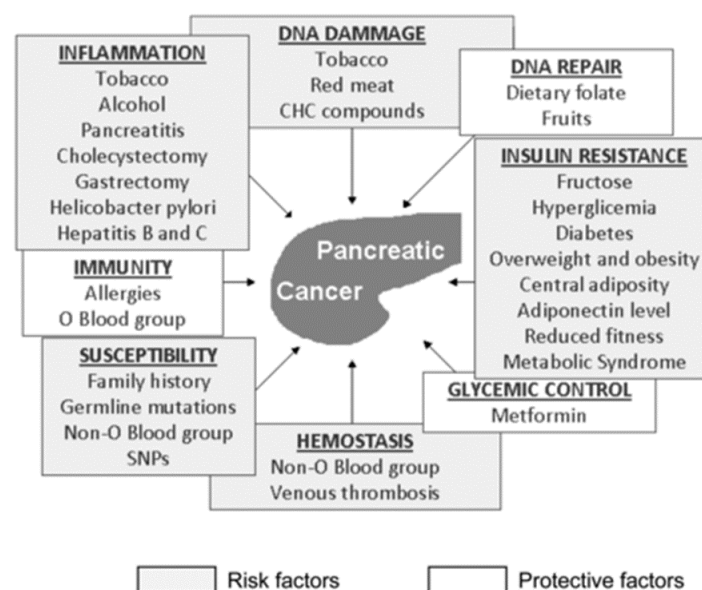 DNA DAMMAGE
Tobacco
Red meat
CHC compounds
INFLAMMATION
Tobacco
Alcohol
Pancreatitis
Cholecystectomy
Gastrectomy
Helicobacter pylori
Hepatitis B and C
DNA REPAIR
Dietary folate
Fruits
INSULIN RESISTANCE
Fructose
Hyperglicemia
Diabetes
Overweight and obesity
Central adiposity
Adiponectin level
Reduced fitness
Metabolic Syndrome
Pancreatic
Cancer
IMMUNITY
Allergies
O Blood group
SUSCEPTIBILITY
Family history
Germline mutations
Non-O Blood group
SNPs
GLYCEMIC CONTROL
Metformin
HEMOSTASIS
Non-O Blood group
Venous thrombosis
Risk factors
Protective factors